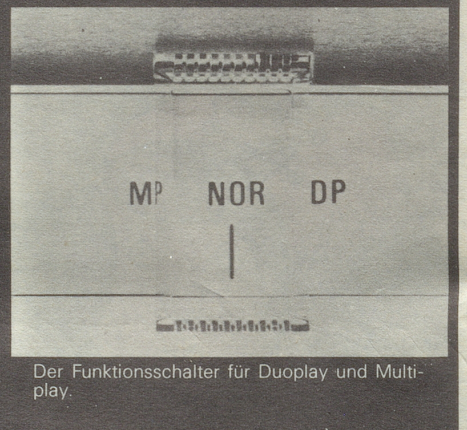 MP NOR DP
Der Funktionsschalter für Duoplay und Multi-
play.